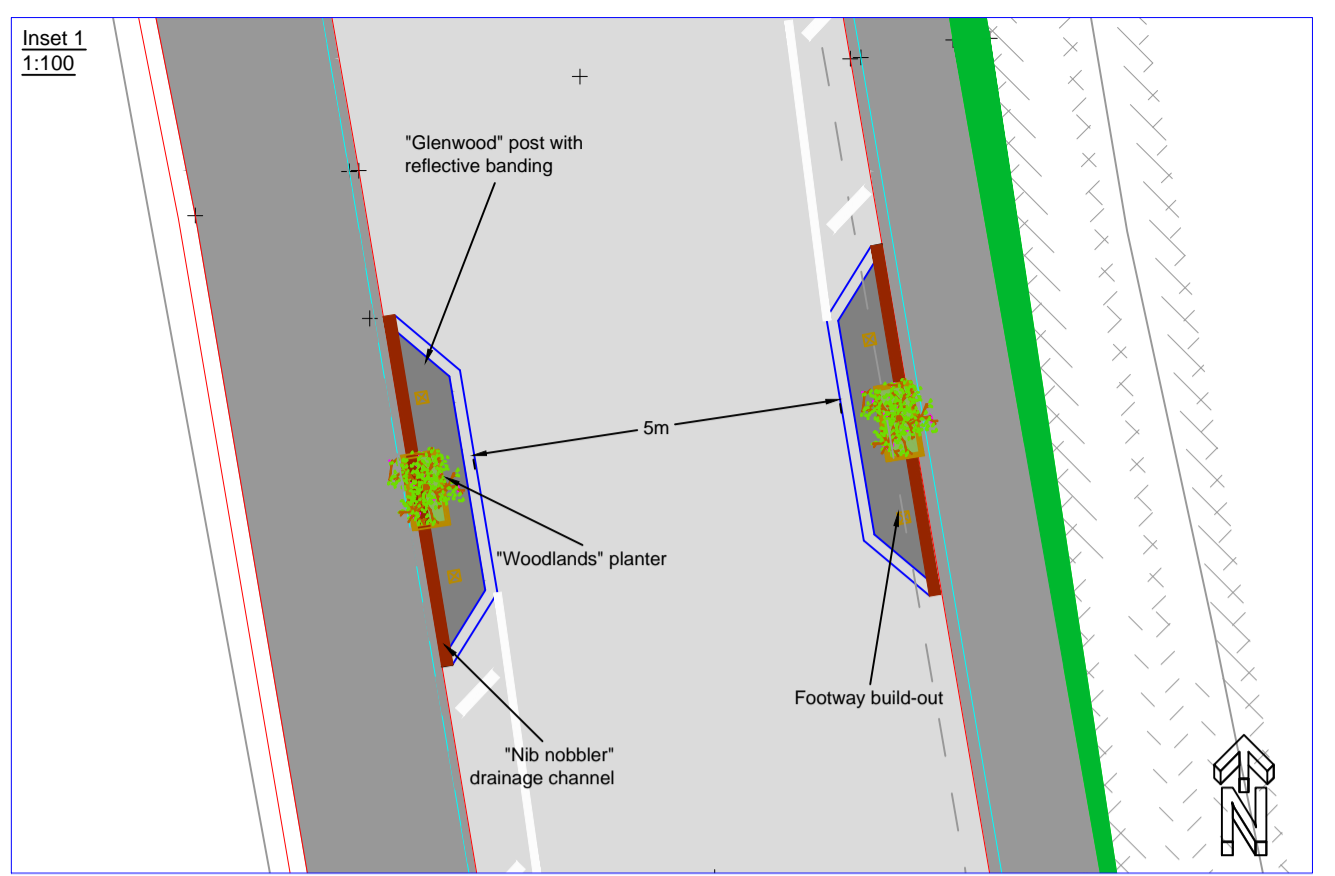 Inset 1
1:100
"Glenwood" post with
reflective banding
5m
"Woodlands" planter
Footway build-out
"Nib nobbler"
drainage channel
N